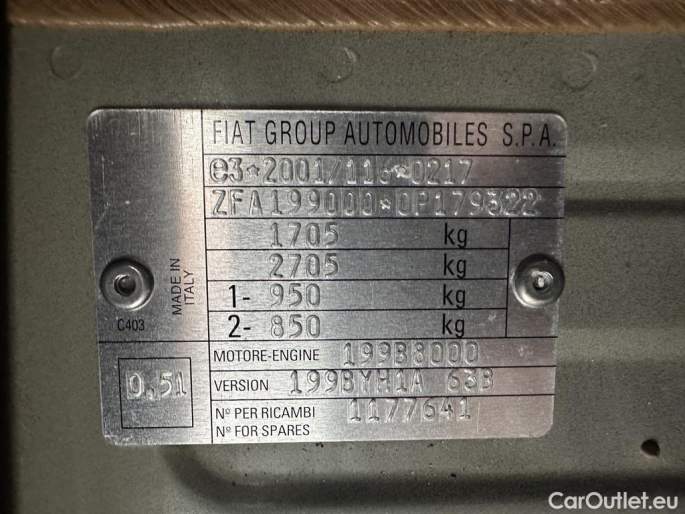 FIAT GROUP AUTOMOBILES S.P.A.
e3*2001/116*0217
ZFA199000*0P179322
1705 kg
2705 kg
1- 950 kg
2- 850 kg
MADE IN
ITALY
C403
0.51
MOTORE-ENGINE 199B8000
VERSION 199BYH1A 63B
Nº PER RICAMBI
Nº FOR SPARES
1177641
CarOutlet.eu